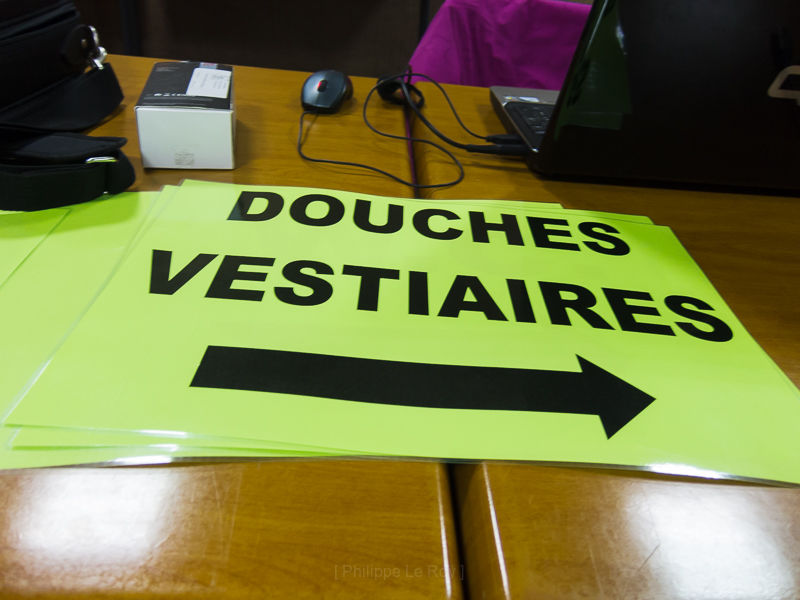 DOUCHES
VESTIAIRES
[ Philippe Le Roy ]